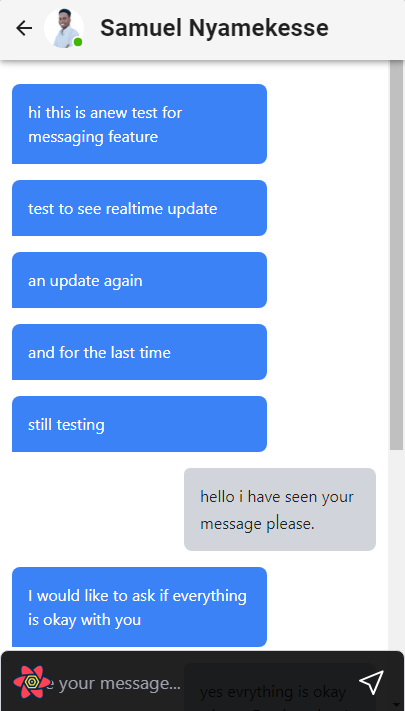 Samuel Nyamekesse
hi this is anew test for
messaging feature
test to see realtime update
an update again
and for the last time
still testing
hello i have seen your
message please.
I would like to ask if everything
is okay with you
your message...
yes evrything is okay